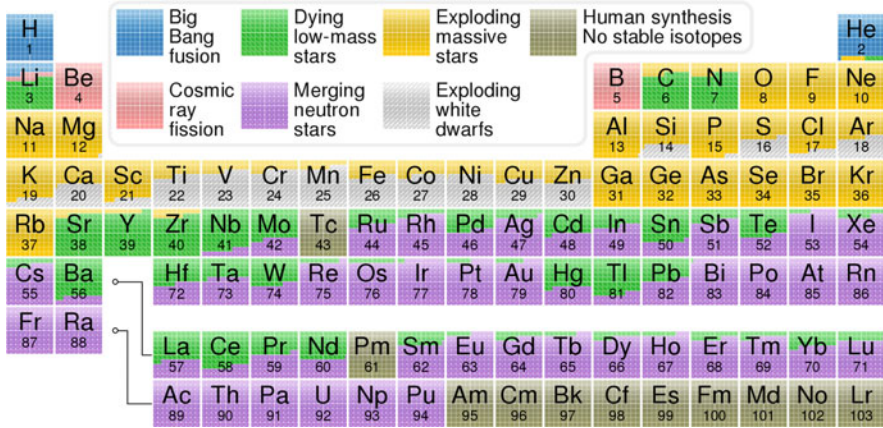 H
1
Big
Bang
fusion
Dying
low-mass
stars
Exploding
massive
stars
Human synthesis
No stable isotopes
He
2
Li
3
Be
4
Cosmic
ray
fission
Merging
neutron
stars
Exploding
white
dwarfs
B C N O F Ne
5 6 7 8 9 10
Na Mg Al Si P S Cl Ar
11 12 13 14 15 16 17 18
K Ca Sc Ti V Cr Mn Fe Co Ni Cu Zn Ga Ge As Se Br Kr
19 20 21 22 23 24 25 26 27 28 29 30 31 32 33 34 35 36
Rb Sr Y Zr Nb Mo Tc Ru Rh Pd Ag Cd In Sn Sb Te I Xe
37 38 39 40 41 42 43 44 45 46 47 48 49 50 51 52 53 54
Cs Ba Hf Ta W Re Os Ir Pt Au Hg Tl Pb Bi Po At Rn
55 56 72 73 74 75 76 77 78 79 80 81 82 83 84 85 86
Fr Ra
87 88
La Ce Pr Nd Pm Sm Eu Gd Tb Dy Ho Er Tm Yb Lu
57 58 59 60 61 62 63 64 65 66 67 68 69 70 71
Ac Th Pa U Np Pu Am Cm Bk Cf Es Fm Md No Lr
89 90 91 92 93 94 95 96 97 98 99 100 101 102 103